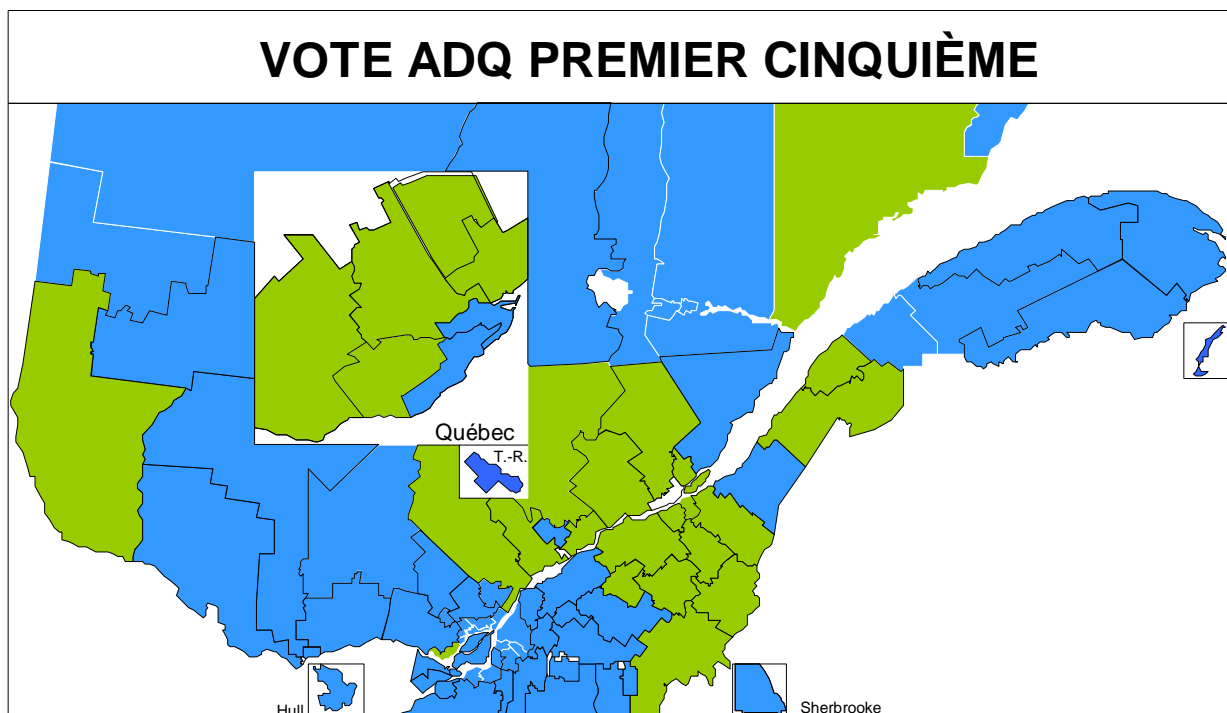 VOTE ADQ PREMIER CINQUIÈME
Québec
T.-R.
Hull
Sherbrooke